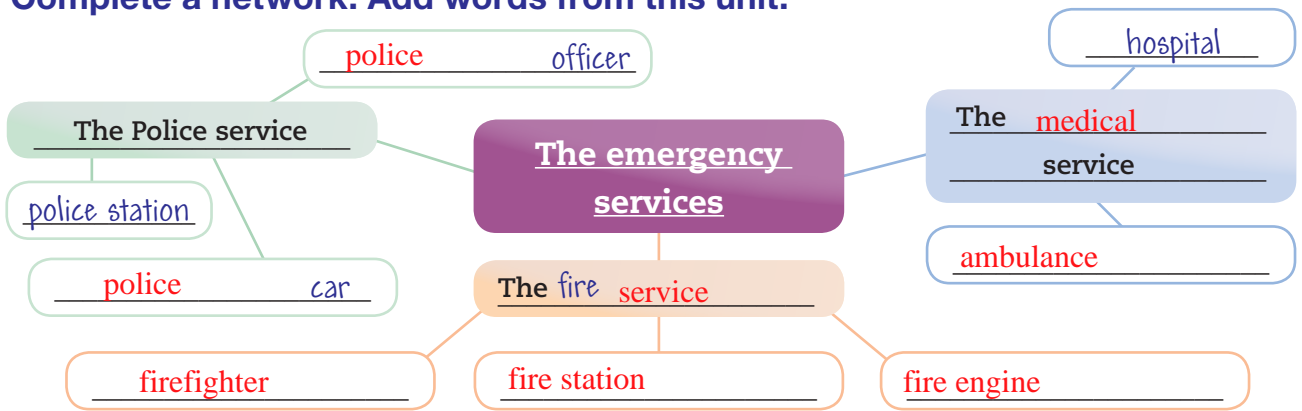 Complete a network. Add words from this unit.
police officer
hospital
The Police service
The emergency
services
The medical
service
police station
ambulance
police car
The fire service
firefighter
fire station
fire engine